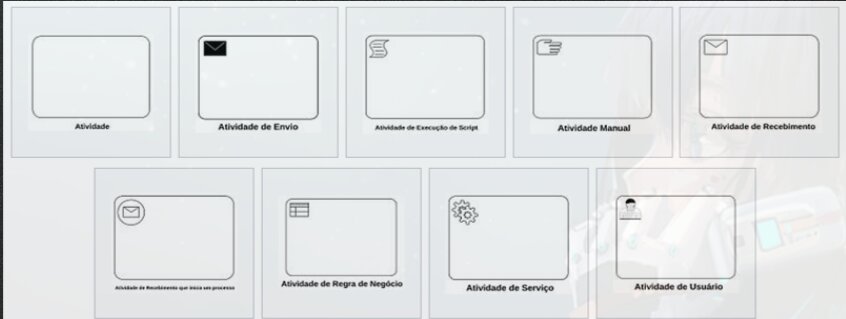 Atividade
Atividade de Envio
Atividade de Execução de Script
Atividade Manual
Atividade de Recebimento
Atividade de Recebimento que inicia um processo
Atividade de Regra de Negócio
Atividade de Serviço
Atividade de Usuário